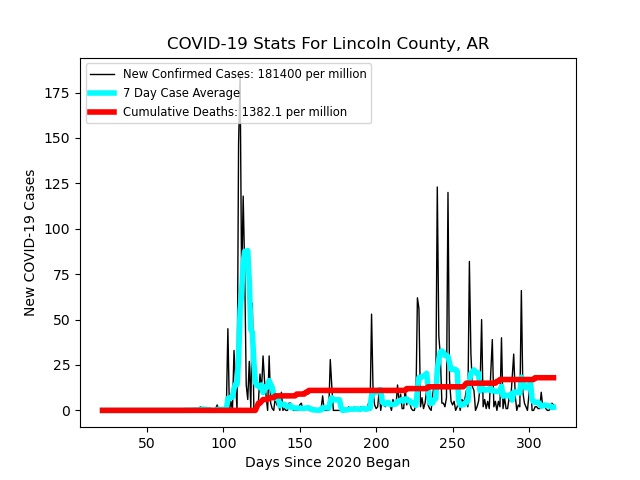 COVID-19 Stats For Lincoln County, AR
New Confirmed Cases: 181400 per million
7 Day Case Average
Cumulative Deaths: 1382.1 per million
175
150
125
100
75
50
25
0
New COVID-19 Cases
50 100 150 200 250 300
Days Since 2020 Began